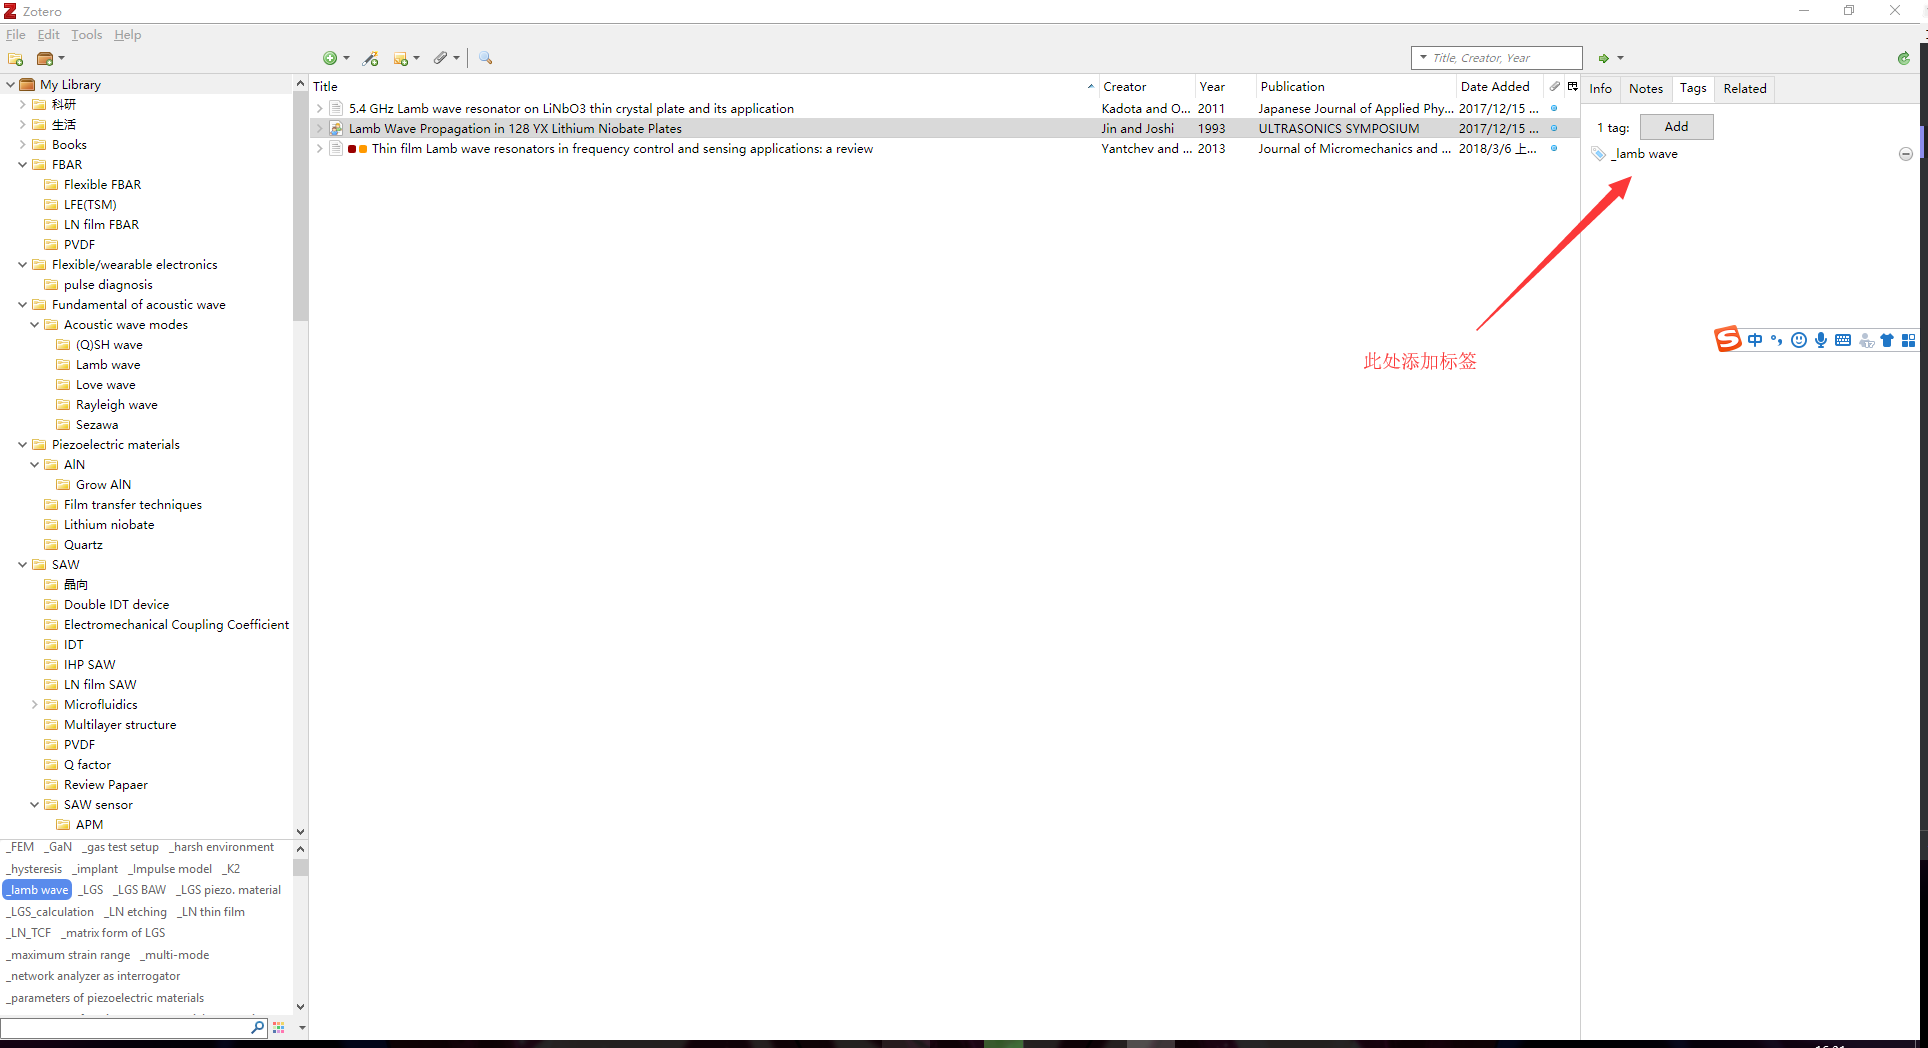 Zotero
File Edit Tools Help
Title, Creator, Year
My Library
科研
生活
Books
FBAR
Flexible FBAR
LFE(TSM)
LN film FBAR
PVDF
Flexible/wearable electronics
pulse diagnosis
Fundamental of acoustic wave
Acoustic wave modes
(Q)SH wave
Lamb wave
Love wave
Rayleigh wave
Sezawa
Piezoelectric materials
AlN
Grow AlN
Film transfer techniques
Lithium niobate
Quartz
SAW
晶向
Double IDT device
Electromechanical Coupling Coefficient
IDT
IHP SAW
LN film SAW
Microfluidics
Multilayer structure
PVDF
Q factor
Review Papaer
SAW sensor
APM
_FEM _GaN _gas test setup _harsh environment
_hysteresis _implant _Impulse model _K2
_lamb wave _LGS _LGS BAW _LGS piezo. material
_LGS_calculation _LN etching _LN thin film
_LN_TCF _matrix form of LGS
_maximum strain range _multi-mode
_network analyzer as interrogator
_parameters of piezoelectric materials
Title Creator Year Publication Date Added
5.4 GHz Lamb wave resonator on LiNbO3 thin crystal plate and its application Kadota and O... 2011 Japanese Journal of Applied Phy... 2017/12/15 ...
Lamb Wave Propagation in 128 YX Lithium Niobate Plates Jin and Joshi 1993 ULTRASONICS SYMPOSIUM 2017/12/15 ...
Thin film Lamb wave resonators in frequency control and sensing applications: a review Yantchev and ... 2013 Journal of Micromechanics and ... 2018/3/6 上...
此处添加标签
Info Notes Tags Related
1 tag: Add
_lamb wave
S 中